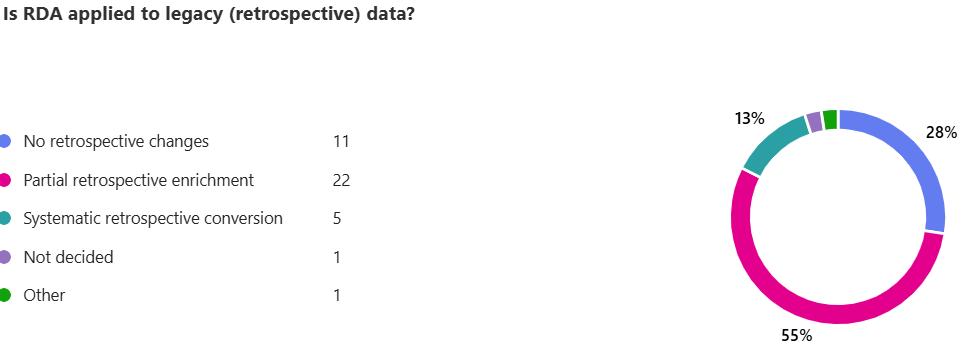 Is RDA applied to legacy (retrospective) data?
No retrospective changes 11
Partial retrospective enrichment 22
Systematic retrospective conversion 5
Not decided 1
Other 1
13%
28%
55%